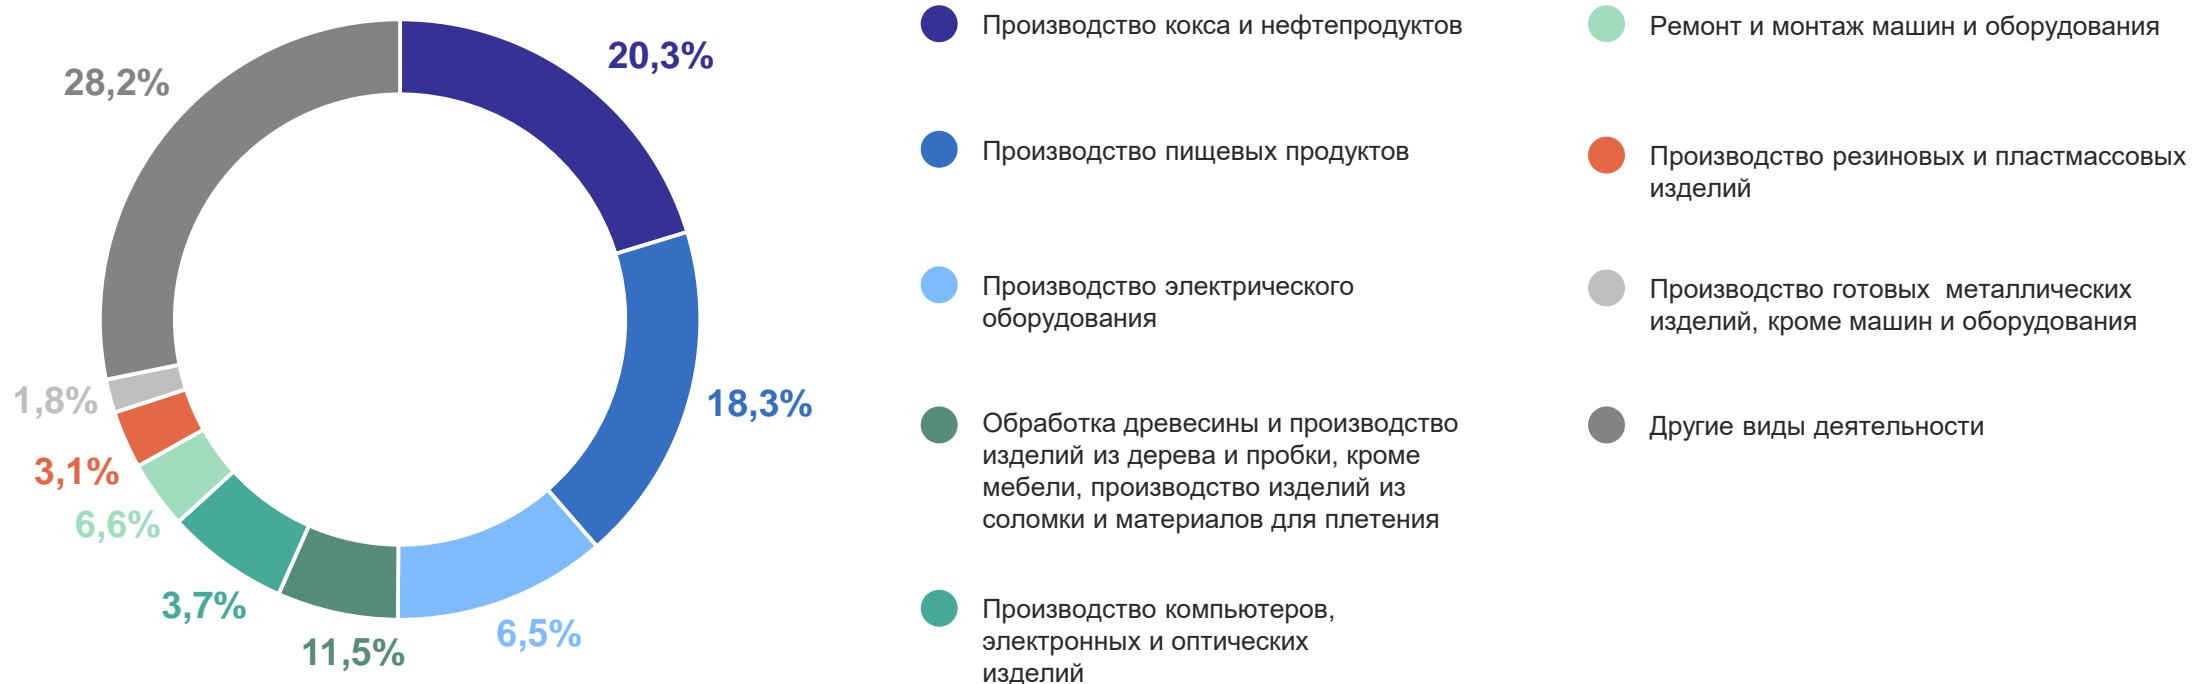 20,3%
28,2%
18,3%
1,8%
3,1%
6,6%
3,7%
6,5%
11,5%
Производство кокса и нефтепродуктов
Производство пищевых продуктов
Производство электрического
оборудования
Обработка древесины и производство
изделий из дерева и пробки, кроме
мебели, производство изделий из
соломки и материалов для плетения
Производство компьютеров,
электронных и оптических
изделий
Ремонт и монтаж машин и оборудования
Производство резиновых и пластмассовых
изделий
Производство готовых  металлических
изделий, кроме машин и оборудования
Другие виды деятельности